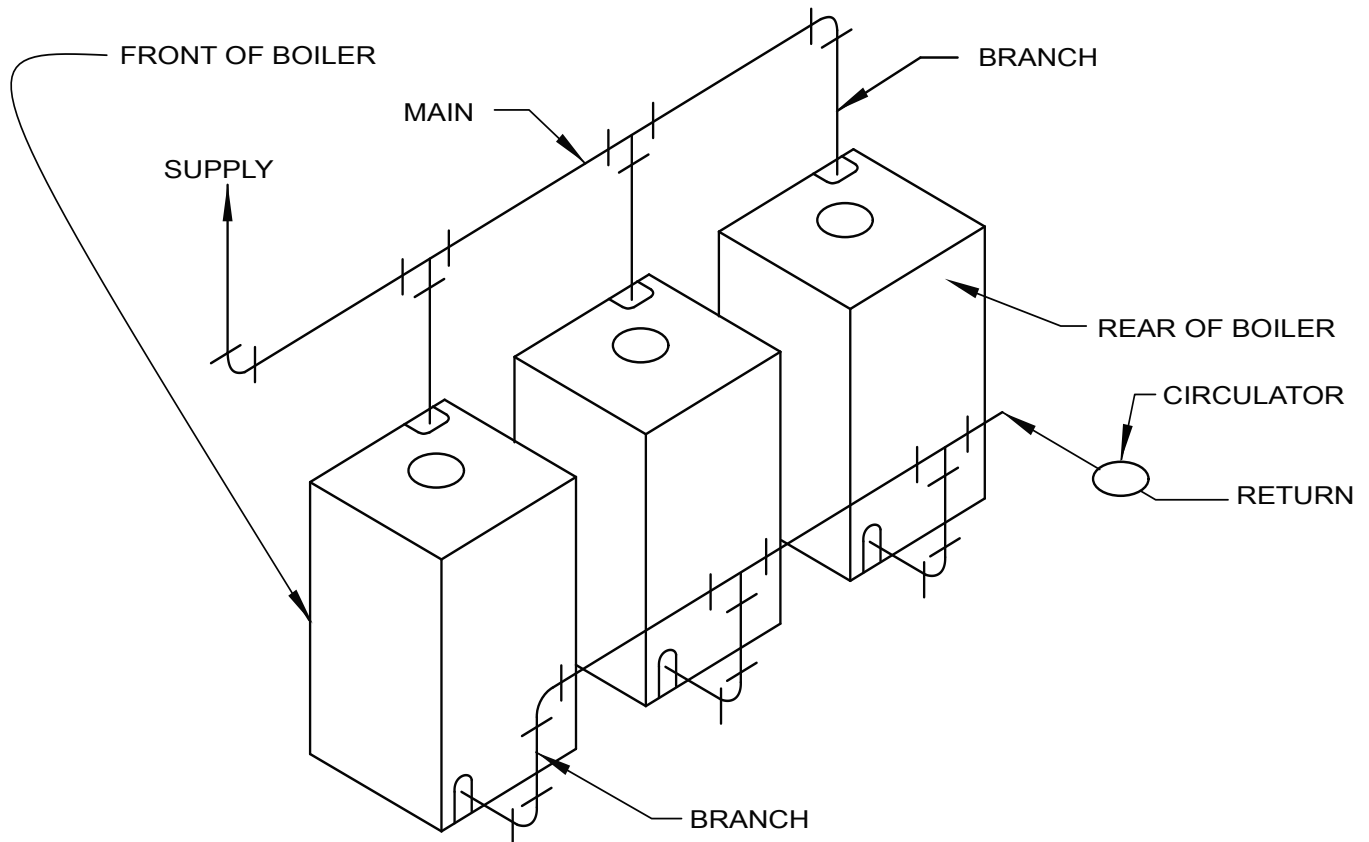 FRONT OF BOILER
BRANCH
MAIN
SUPPLY
REAR OF BOILER
CIRCULATOR
RETURN
BRANCH